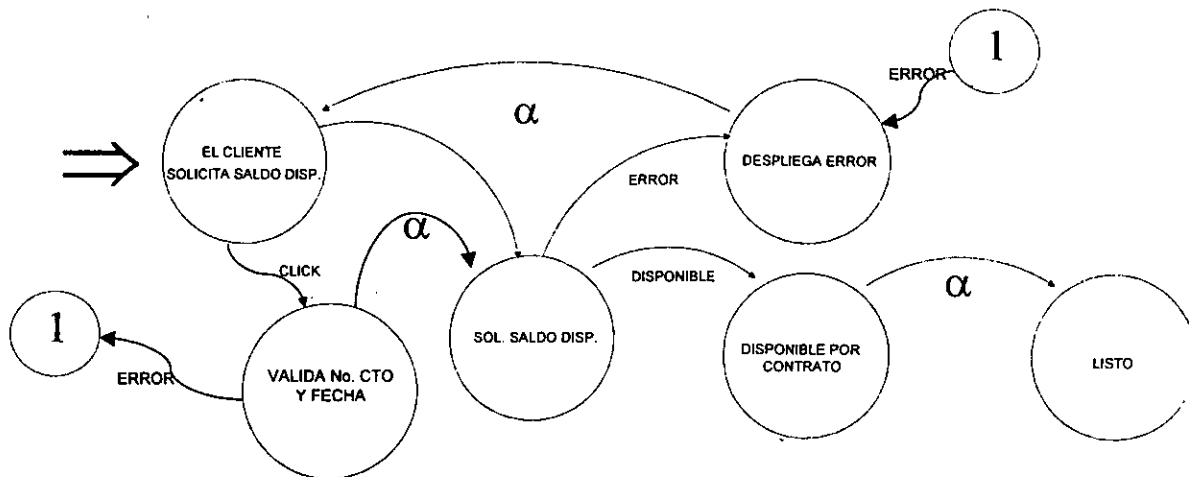 1
ERROR
α
EL CLIENTE
SOLICITA SALDO DISP.
DESPLIEGA ERROR
ERROR
α
CLICK
DISPONIBLE
α
1
SOL. SALDO DISP.
DISPONIBLE POR
CONTRATO
LISTO
ERROR
VALIDA No. CTO
Y FECHA